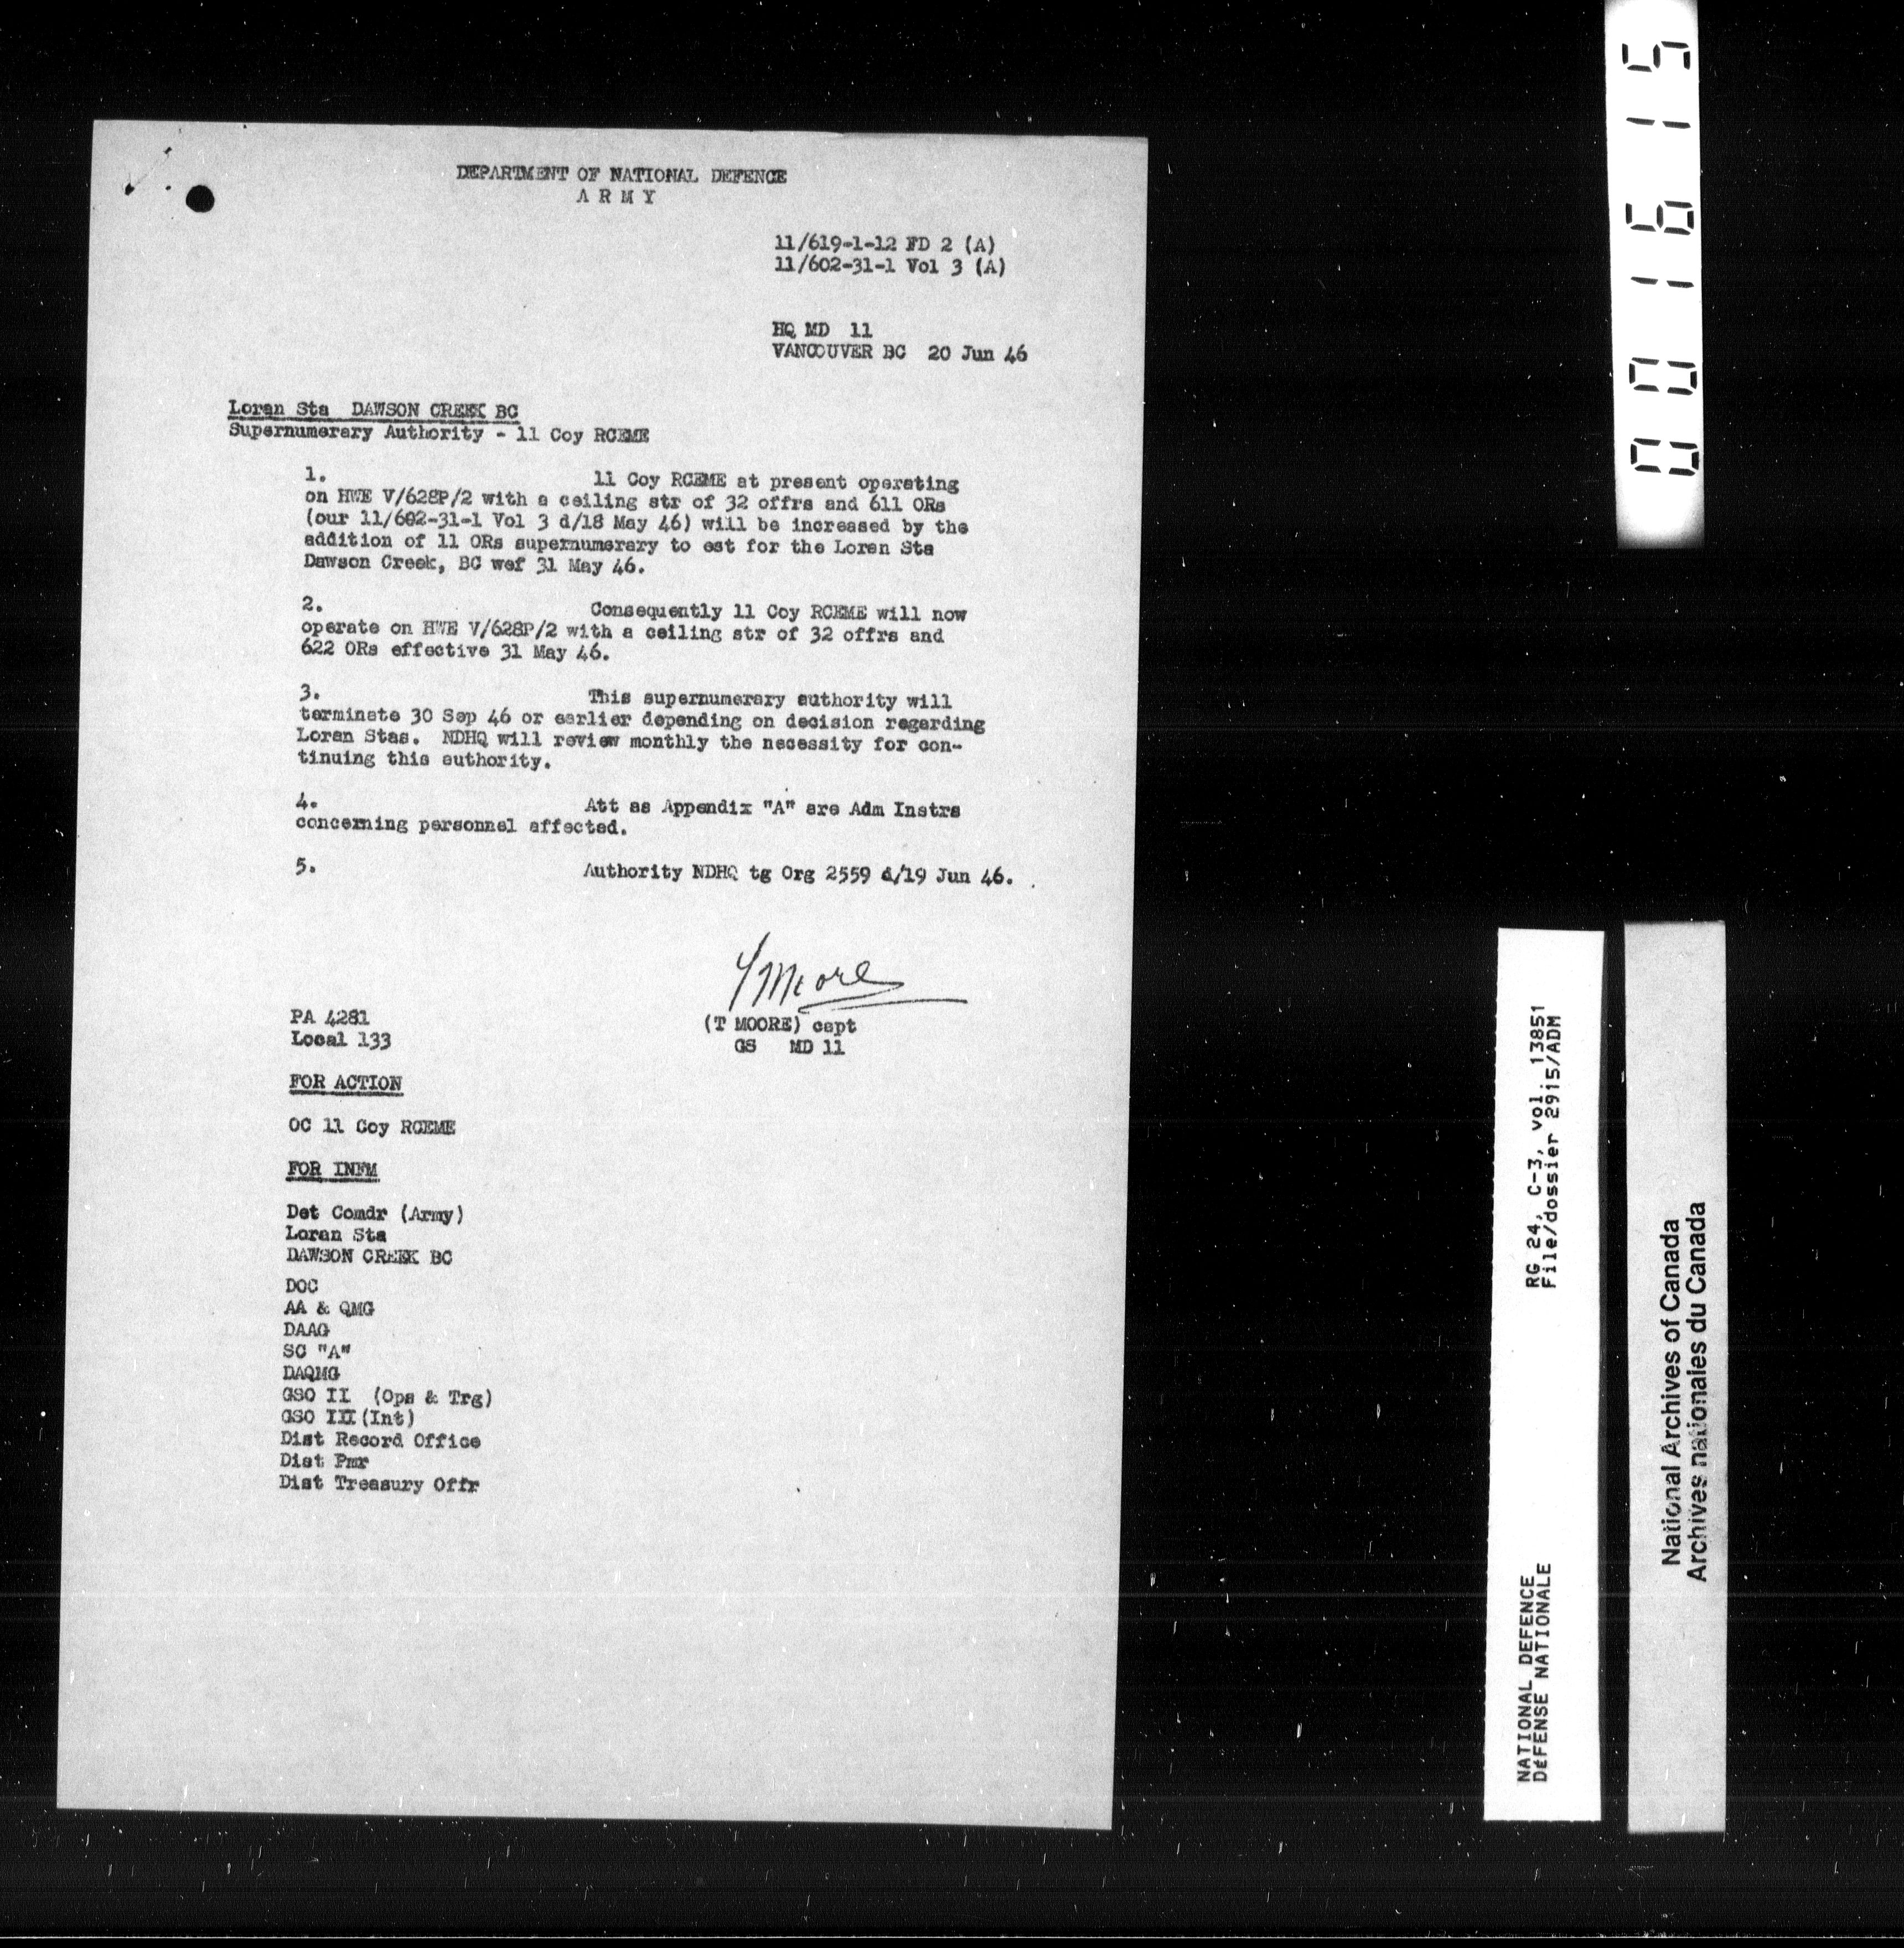 DEPARTMENT OF NATIONAL DEFENCE
A R M Y
11/619-1-12 FD 2 (A)
11/602-31-1 Vol 3 (A)
HQ MD 11
VANCOUVER BC 20 Jun 46
Loran Sta DAWSON CREEK BC
Supernumerary Authority - 11 Coy RCEME
1. 11 Coy RCEME at present operating
on HWE V/628P/2 with a ceiling str of 32 offrs and 611 ORs
(our 11/602-31-1 Vol 3 d/18 May 46) will be increased by the
addition of 11 ORs supernumerary to est for the Loran Sta
Dawson Creek, BC wef 31 May 46.
2. Consequently 11 Coy RCEME will now
operate on HWE V/628P/2 with a ceiling str of 32 offrs and
622 ORs effective 31 May 46.
3. This supernumerary authority will
terminate 30 Sep 46 or earlier depending on decision regarding
Loran Stas. NDHQ will review monthly the necessity for con-
tinuing this authority.
4. Att as Appendix "A" are Adm Instrs
concerning personnel affected.
5. Authority NDHQ tg Org 2559 d/19 Jun 46.
TMoore
(T MOORE) capt
GS MD 11
PA 4281
Local 133
FOR ACTION
OC 11 Coy RCEME
FOR INFM
Det Comdr (Army)
Loran Sta
DAWSON CREEK BC
DOC
AA & QMG
DAAG
SC "A"
DAQMG
GSO II (Ops & Trg)
GSO III (Int)
Dist Record Office
Dist Pmr
Dist Treasury Offr
001615
RG 24, C-3, vol. 13851
File/dossier 2915/ADM
NATIONAL DEFENCE
DéFENSE NATIONALE
National Archives of Canada
Archives nationales du Canada